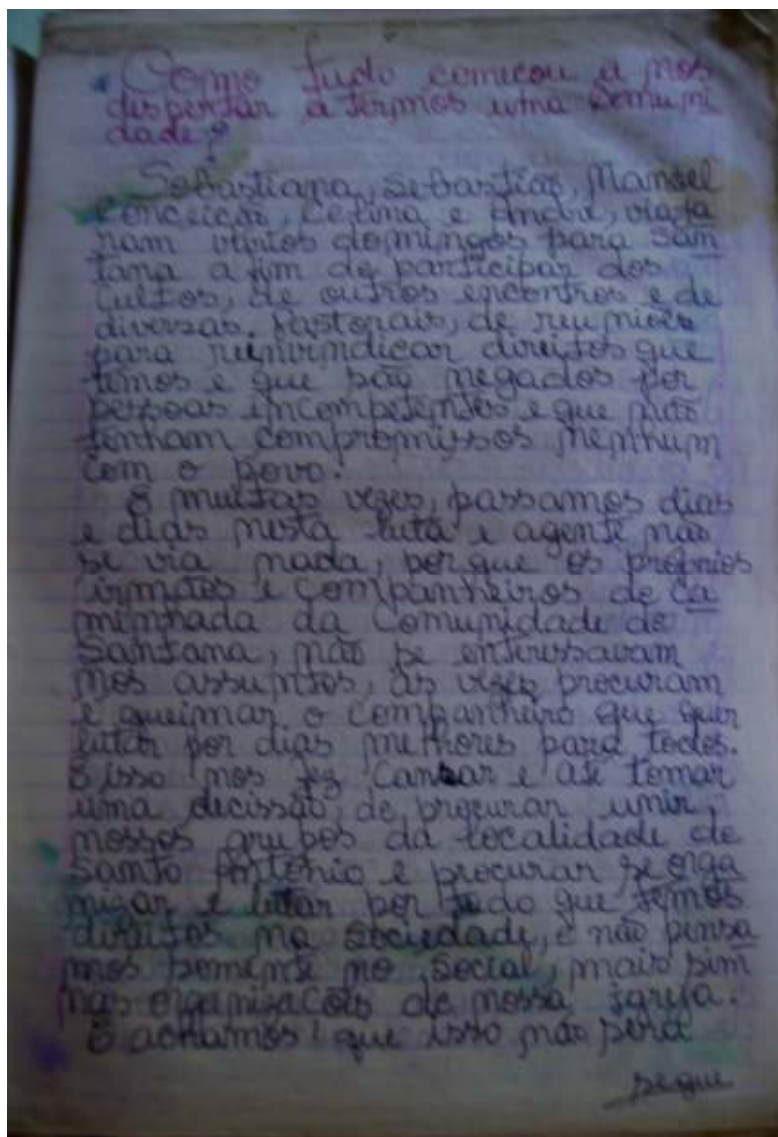 Como tudo começou a nos
despertar a termos uma comuni
dade?
Sebastiana, Sebastião, Manoel
Conceição, Celina e André, viaja
ram vários domingos para San
tana a fim de participar dos
Cultos, de outros encontros e de
diversas. Pastorais, de reuniões
para reinvindicar direitos que
temos e que são negados por
pessoas incompetentes e que não
tenham compromissos nenhum
com o povo.
E muitas vezes, passamos dias
e dias nesta luta e agente não
se via nada, porque os próprios
irmãos e companheiros de Ca
minhada da Comunidade de
Santana, não se enteressavam
nos assuntos, as vezes procuram
e queimar o companheiro que quer
lutar por dias melhores para todos.
E isso nos fez cansar e até tomar
uma decissão, de procurar unir,
nossos grupos da localidade de
Santo Antônio e procurar se orga
nizar e lutar por tudo que temos
direitos na sociedade, e não pensa
mos somente no social, mais sim
nas organizações de nossa igreja.
E achamos! que isso não será
segue